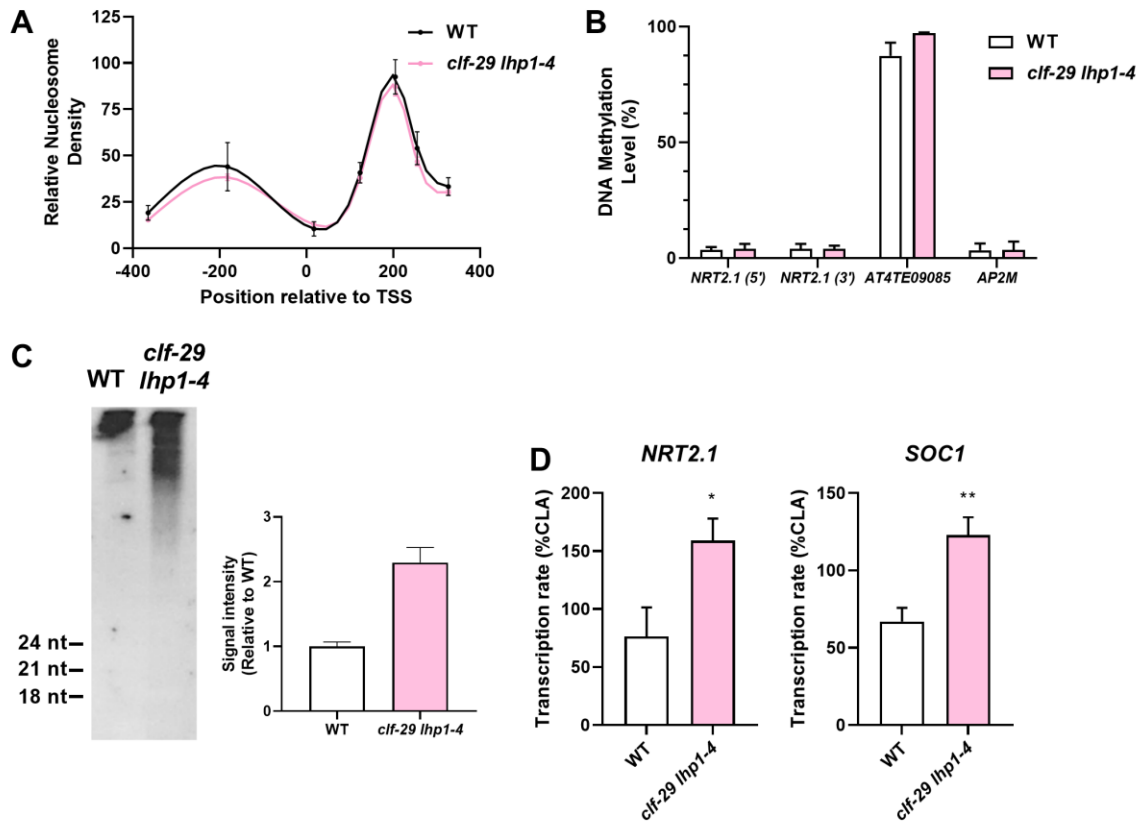 A
Relative Nucleosome
Density
125
100
75
50
25
0
-400
-200
0
200
400
Position relative to TSS
WT
clf-29 lhp1-4
B
DNA Methylation
Level (%)
100
50
0
NRT2.1 (5')
NRT2.1 (3')
AT4TE09085
AP2M
WT
clf-29 lhp1-4
C
WT
clf-29
lhp1-4
24 nt
21 nt
18 nt
Signal intensity
(Relative to WT)
3
2
1
0
WT
clf-29 lhp1-4
D
NRT2.1
Transcription rate (%CLA)
200
150
100
50
0
*
WT
clf-29 lhp1-4
SOC1
Transcription rate (%CLA)
150
100
50
0
**
WT
clf-29 lhp1-4